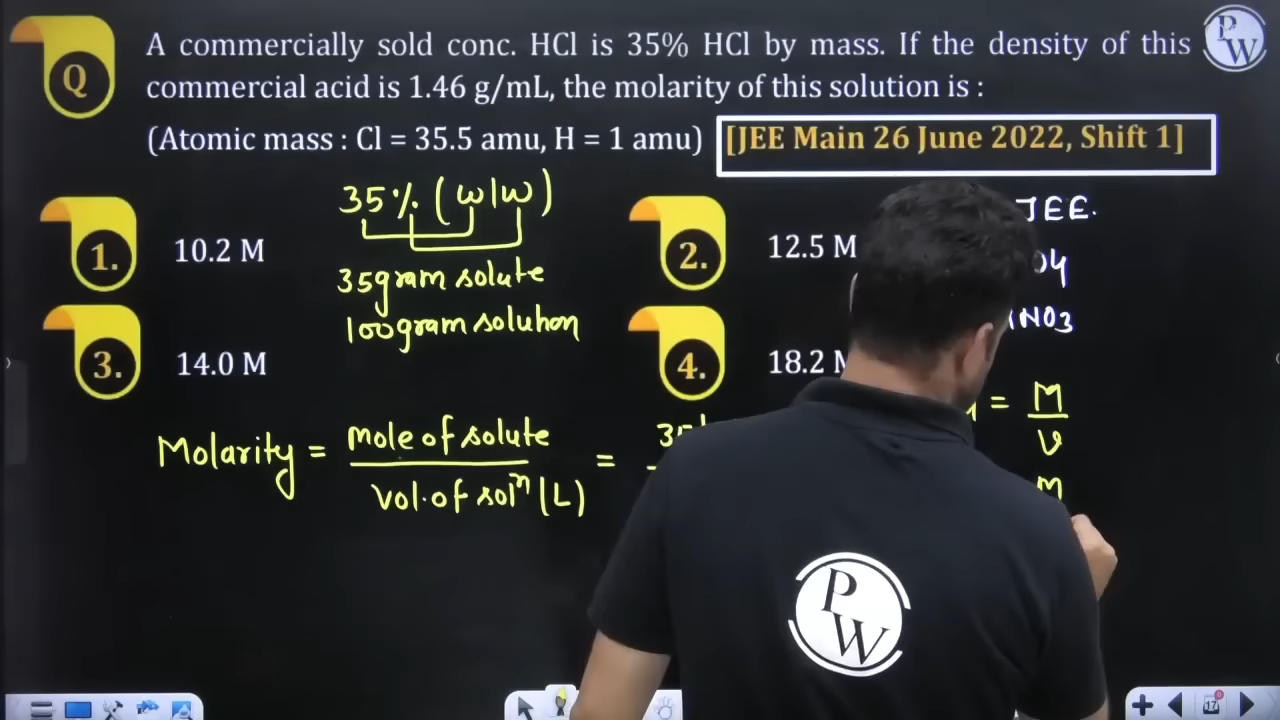 Q
A commercially sold conc. HCl is 35% HCl by mass. If the density of this
commercial acid is 1.46 g/mL, the molarity of this solution is :
(Atomic mass : Cl = 35.5 amu, H = 1 amu) [JEE Main 26 June 2022, Shift 1]
PW
35% (w/w)
JEE.
1. 10.2 M
2. 12.5 M
35gram solute
100gram solution
NO3
3. 14.0 M
4. 18.2
= M
v
Molarity = mole of solute
vol. of solⁿ (L)
= 35
m
PW
17